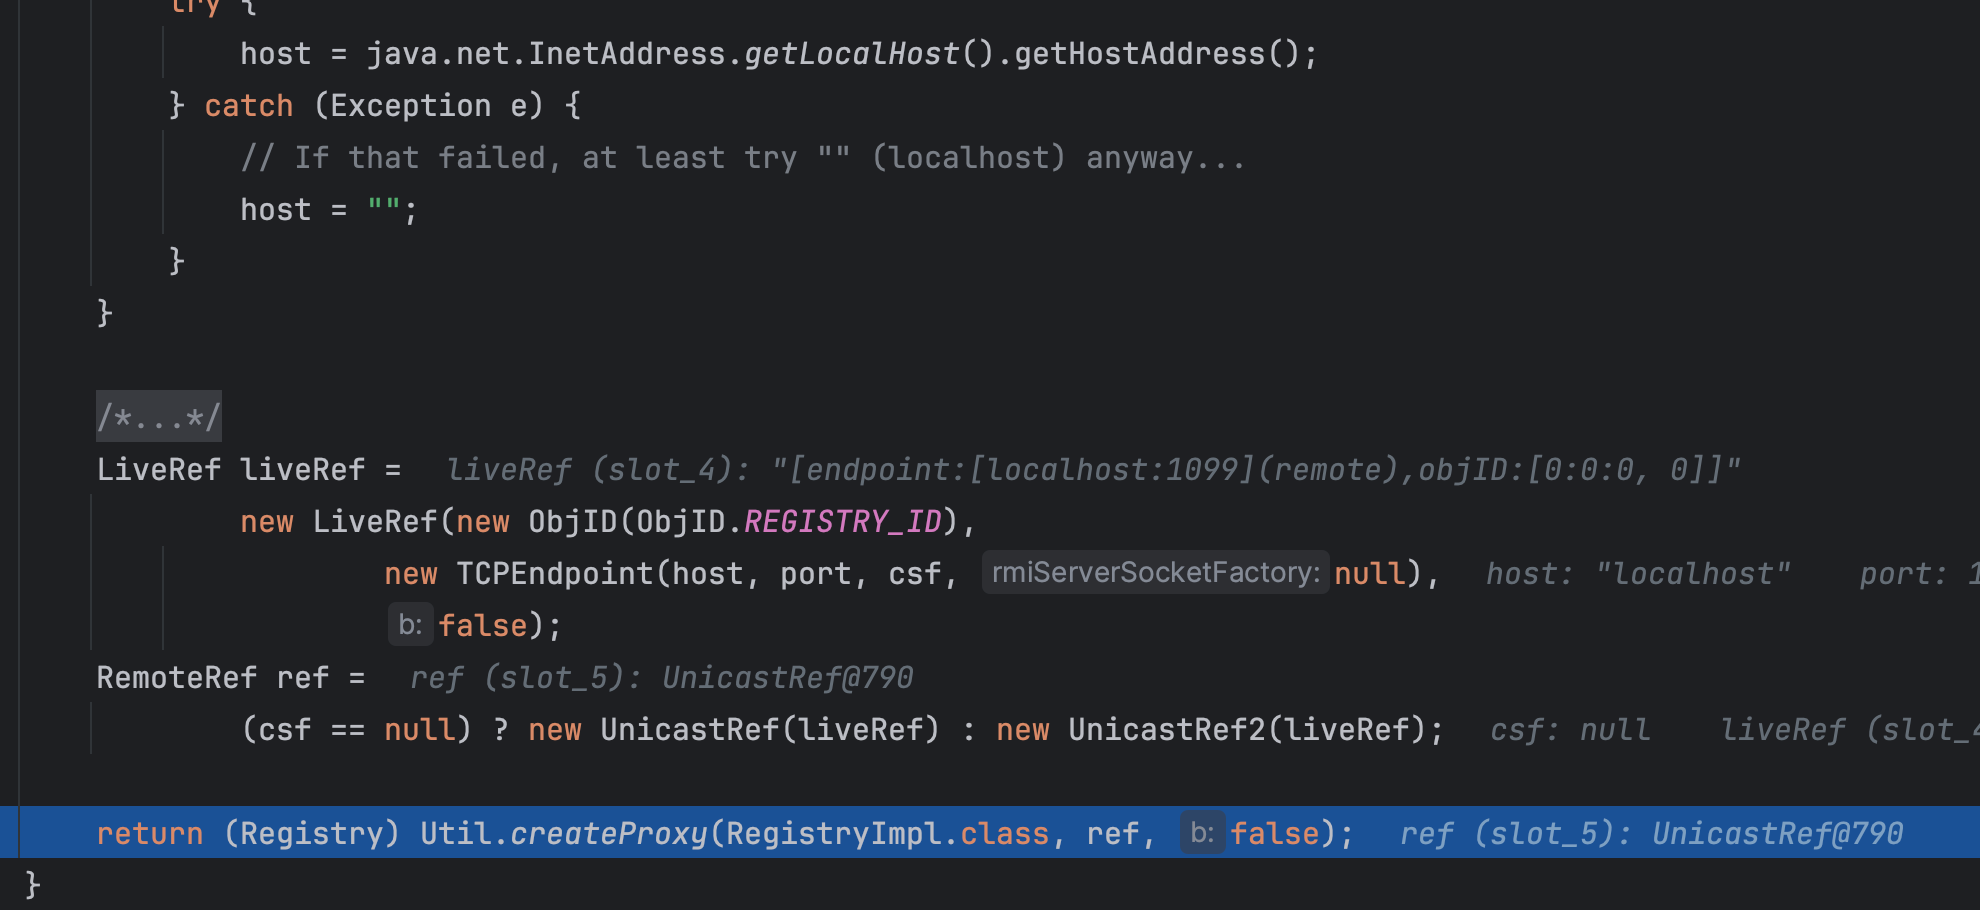 try {
host = java.net.InetAddress.getLocalHost().getHostAddress();
} catch (Exception e) {
// If that failed, at least try "" (localhost) anyway...
host = "";
}
}
/*...*/
LiveRef liveRef = liveRef (slot_4): "[endpoint:[localhost:1099](remote),objID:[0:0:0, 0]]"
new LiveRef(new ObjID(ObjID.REGISTRY_ID),
new TCPEndpoint(host, port, csf, rmiServerSocketFactory: null), host: "localhost" port: 1
b: false);
RemoteRef ref = ref (slot_5): UnicastRef@790
(csf == null) ? new UnicastRef(liveRef) : new UnicastRef2(liveRef); csf: null liveRef (slot_4
return (Registry) Util.createProxy(RegistryImpl.class, ref, b: false); ref (slot_5): UnicastRef@790
}